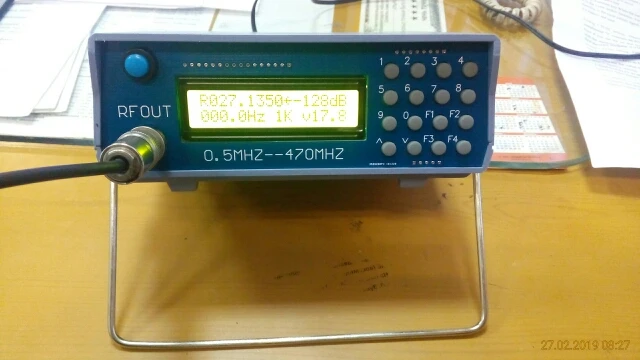 RFOUT
R027.1350←-128dB
000.0Hz 1K v17.8
0.5MHZ--470MHZ
1 2 3 4
5 6 7 8
9 0 F1 F2
^ V F3 F4
27.02.2019 08:27